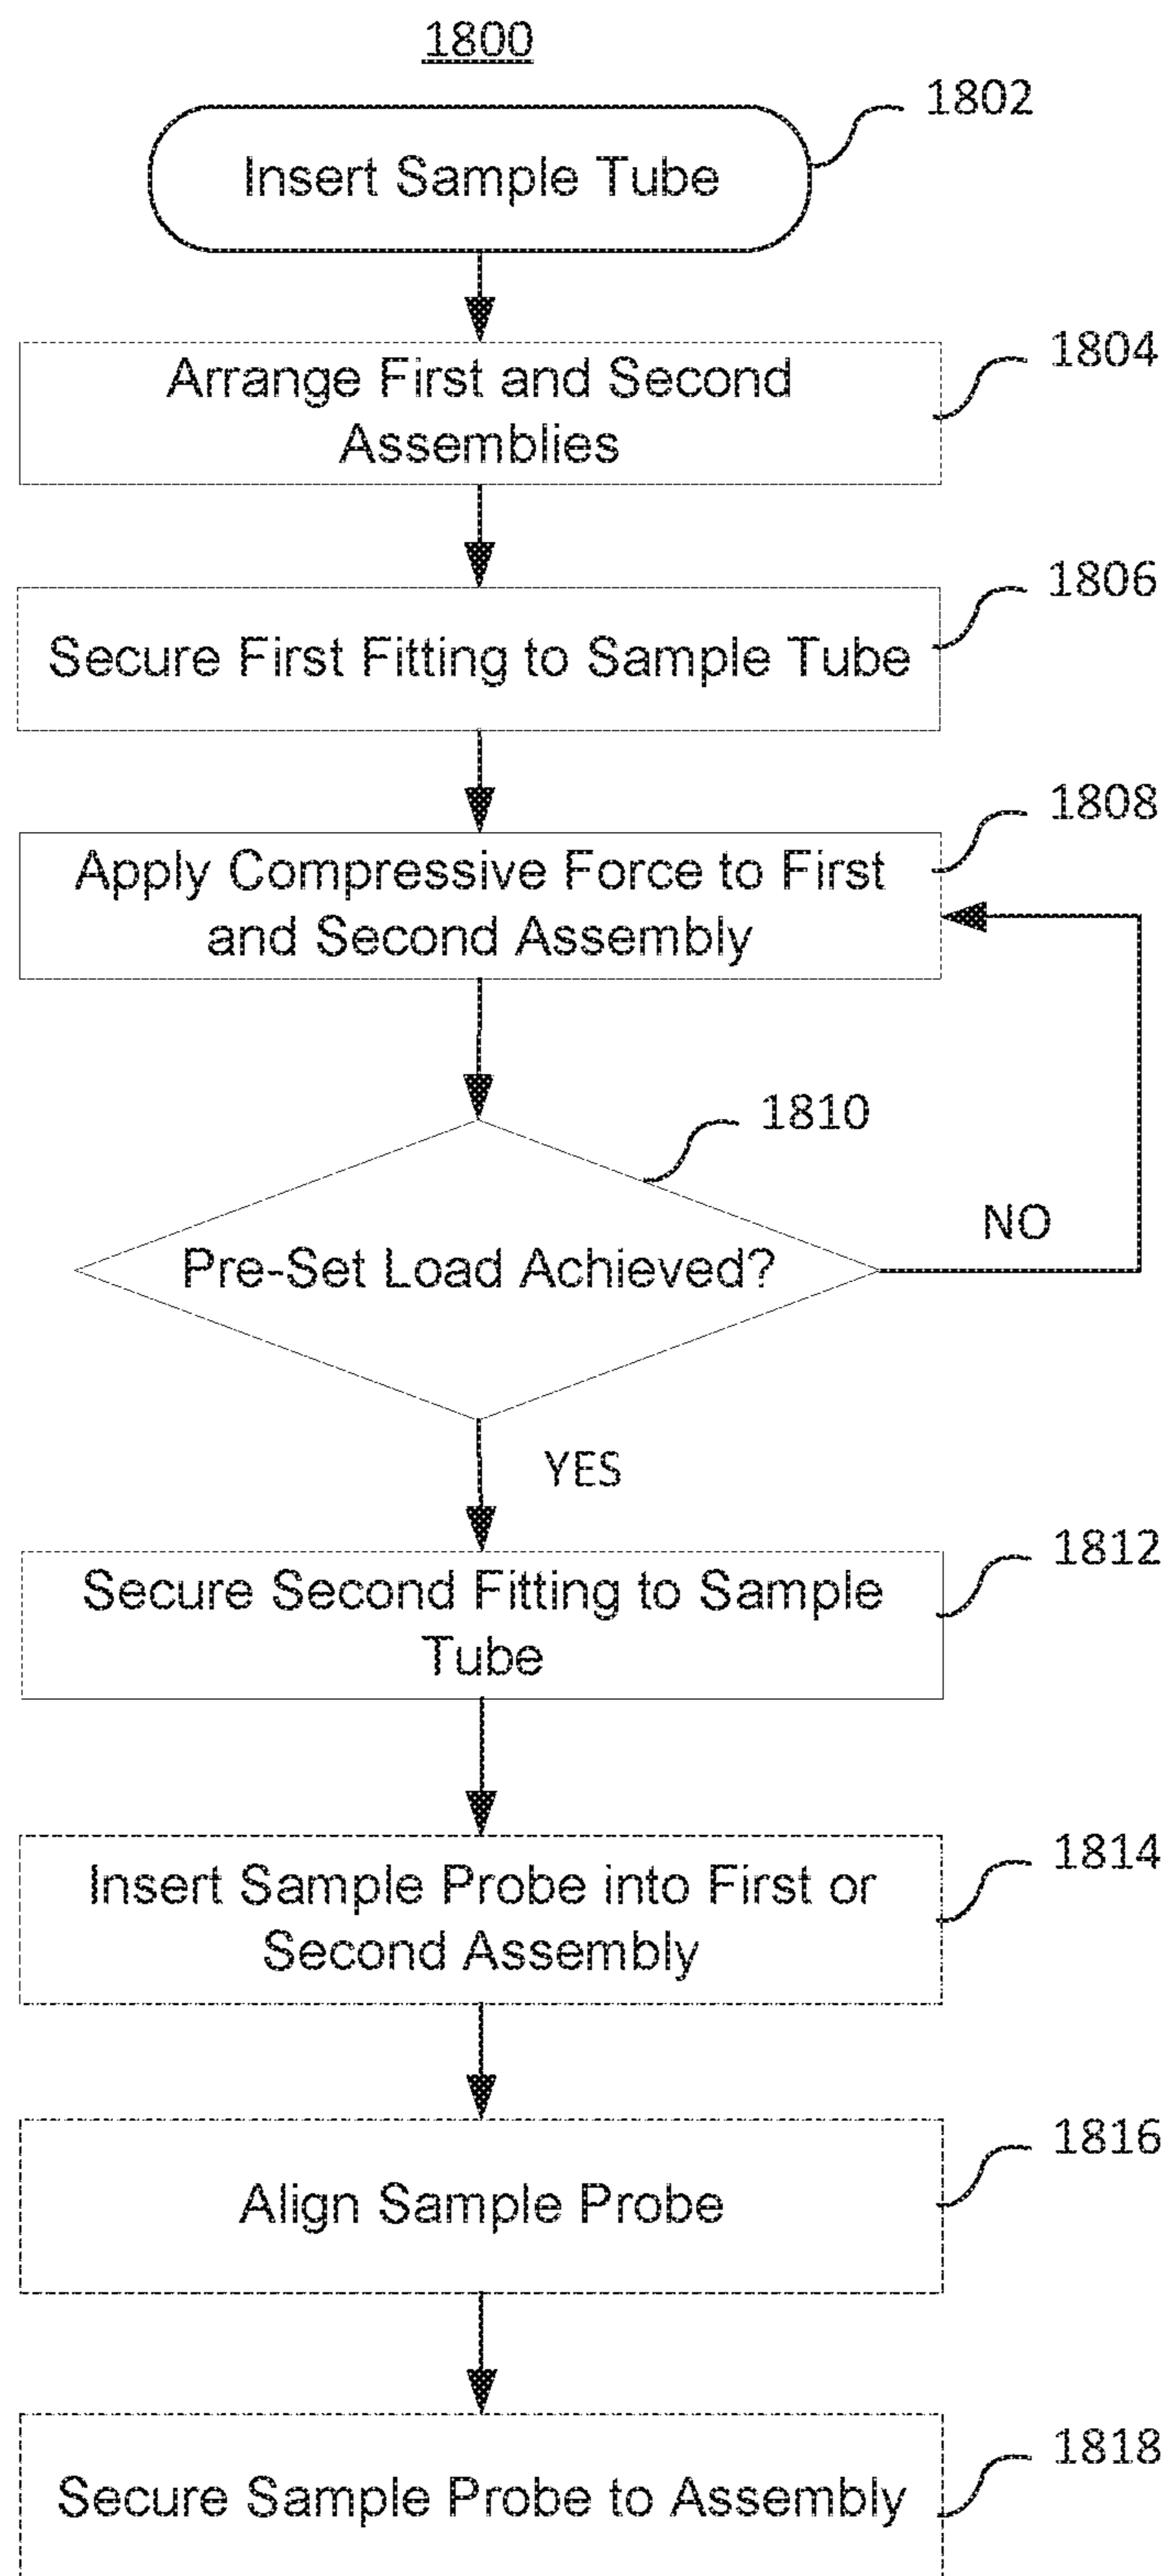 1800
1802
Insert Sample Tube
1804
Arrange First and Second
Assemblies
1806
Secure First Fitting to Sample Tube
1808
Apply Compressive Force to First
and Second Assembly
1810
Pre-Set Load Achieved?
NO
YES
1812
Secure Second Fitting to Sample
Tube
1814
Insert Sample Probe into First or
Second Assembly
1816
Align Sample Probe
1818
Secure Sample Probe to Assembly